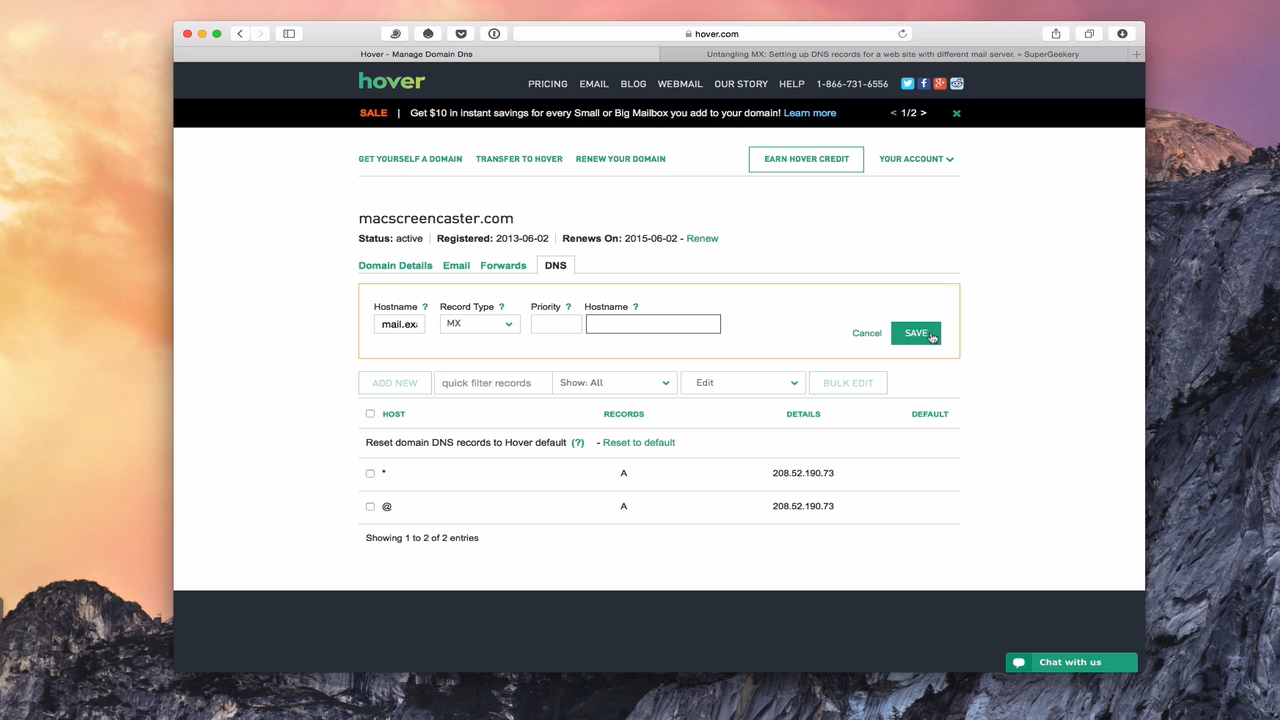 hover.com
Hover - Manage Domain Dns
Untangling MX: Setting up DNS records for a web site with different mail server. « SuperGeekery
hover
PRICING EMAIL BLOG WEBMAIL OUR STORY HELP 1-866-731-6556
SALE | Get $10 in instant savings for every Small or Big Mailbox you add to your domain! Learn more < 1/2 >
GET YOURSELF A DOMAIN TRANSFER TO HOVER RENEW YOUR DOMAIN EARN HOVER CREDIT YOUR ACCOUNT
macscreencaster.com
Status: active | Registered: 2013-06-02 | Renews On: 2015-06-02 - Renew
Domain Details Email Forwards DNS
Hostname ? Record Type ? Priority ? Hostname ?
mail.exa MX
Cancel SAVE
ADD NEW quick filter records Show: All Edit BULK EDIT
HOST RECORDS DETAILS DEFAULT
Reset domain DNS records to Hover default (?) - Reset to default
* A 208.52.190.73
@ A 208.52.190.73
Showing 1 to 2 of 2 entries
Chat with us